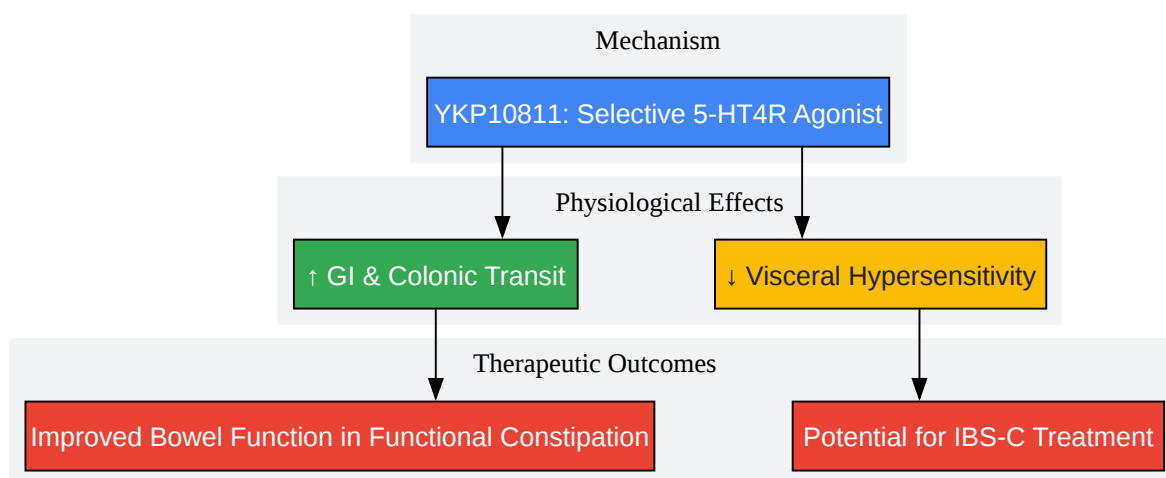 Mechanism
YKP10811: Selective 5-HT4R Agonist
Physiological Effects
↑ GI & Colonic Transit
↓ Visceral Hypersensitivity
Therapeutic Outcomes
Improved Bowel Function in Functional Constipation
Potential for IBS-C Treatment